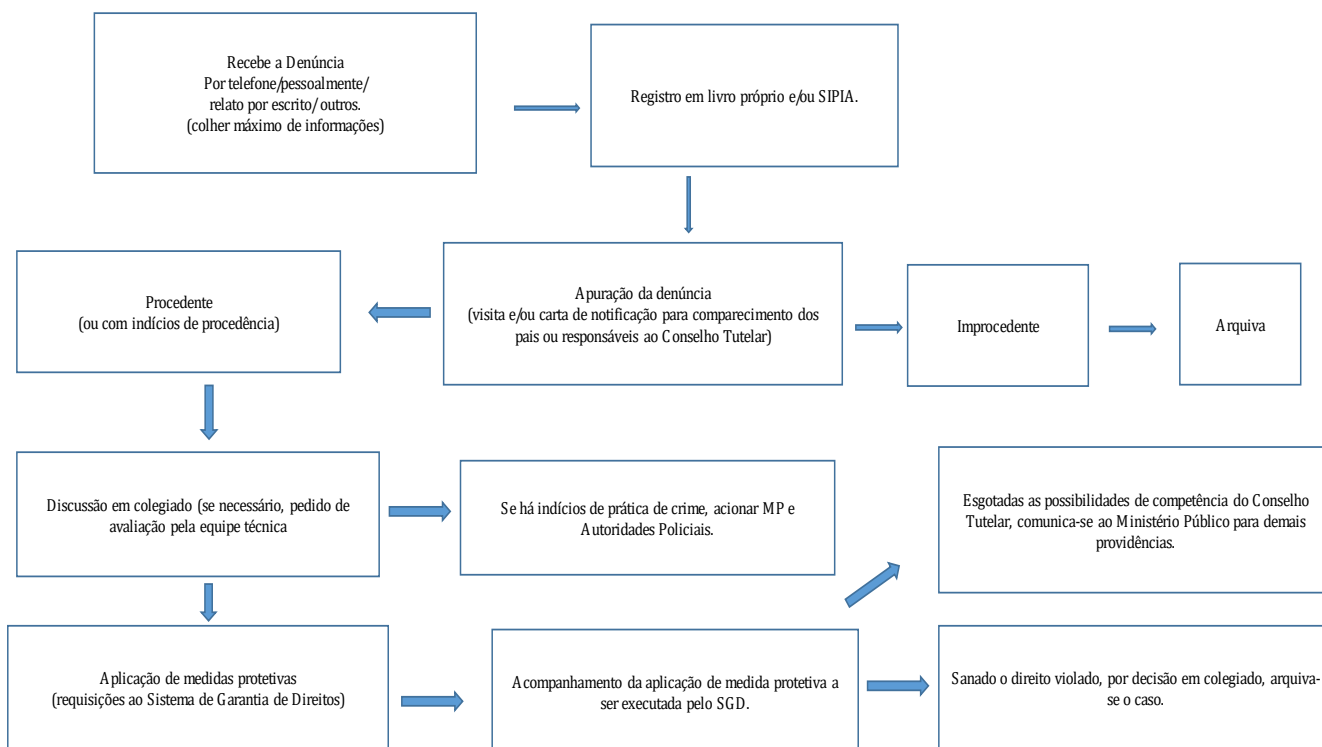 Recebe a Denúncia
Por telefone/pessoalmente/
relato por escrito/outros.
(colher máximo de informações)
Registro em livro próprio e/ou SIPIA.
Procedente
(ou com indícios de procedência)
Apuração da denúncia
(visita e/ou carta de notificação para comparecimento dos
pais ou responsáveis ao Conselho Tutelar)
Improcedente
Arquiva
Discussão em colegiado (se necessário, pedido de
avaliação pela equipe técnica
Se há indícios de prática de crime, acionar MP e
Autoridades Policiais.
Esgotadas as possibilidades de competência do Conselho
Tutelar, comunica-se ao Ministério Público para demais
providências.
Aplicação de medidas protetivas
(requisições ao Sistema de Garantia de Direitos)
Acompanhamento da aplicação de medida protetiva a
ser executada pelo SGD.
Sanado o direito violado, por decisão em colegiado, arquiva-
se o caso.